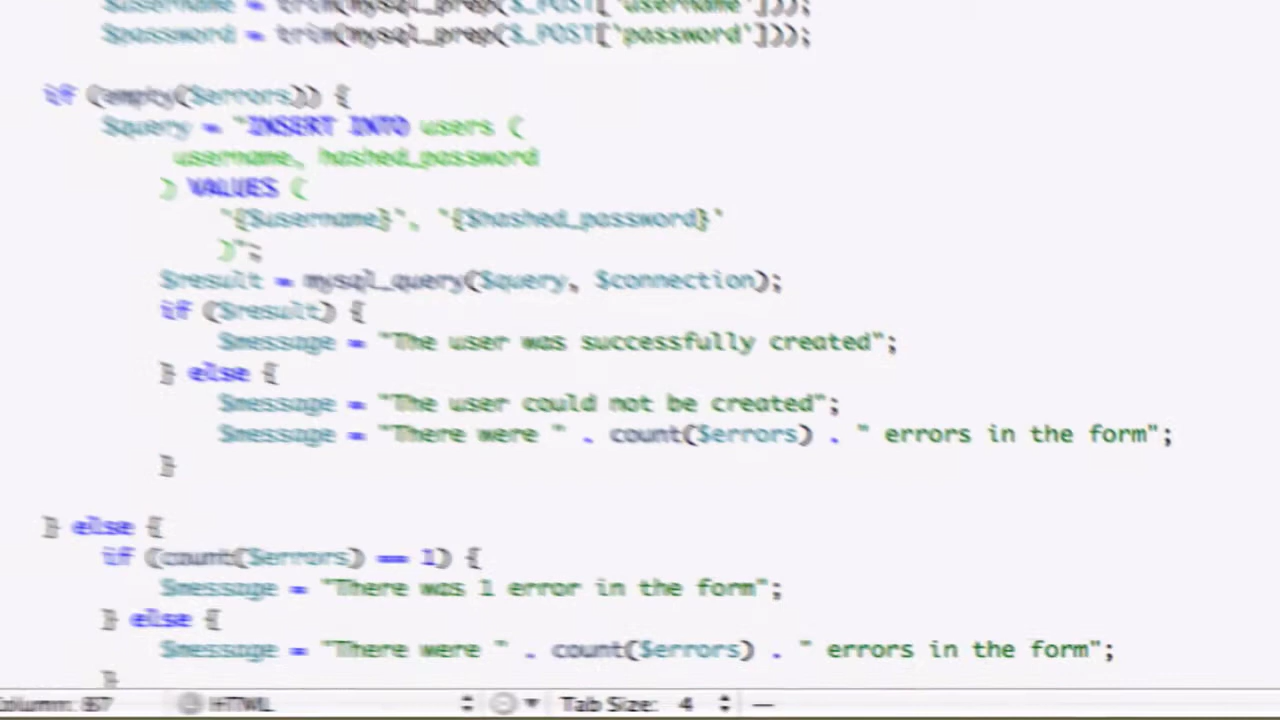 $username = trim(mysql_prep($_POST['username']));
$password = trim(mysql_prep($_POST['password']));
if (empty($errors)) {
$query = "INSERT INTO users (
username, hashed_password
) VALUES (
'{$username}', '{$hashed_password}'
)";
$result = mysql_query($query, $connection);
if ($result) {
$message = "The user was successfully created";
} else {
$message = "The user could not be created";
$message = "There were " . count($errors) . " errors in the form";
}
} else {
if (count($errors) == 1) {
$message = "There was 1 error in the form";
} else {
$message = "There were " . count($errors) . " errors in the form";
}
Column: 87 HTML Tab Size: 4 —